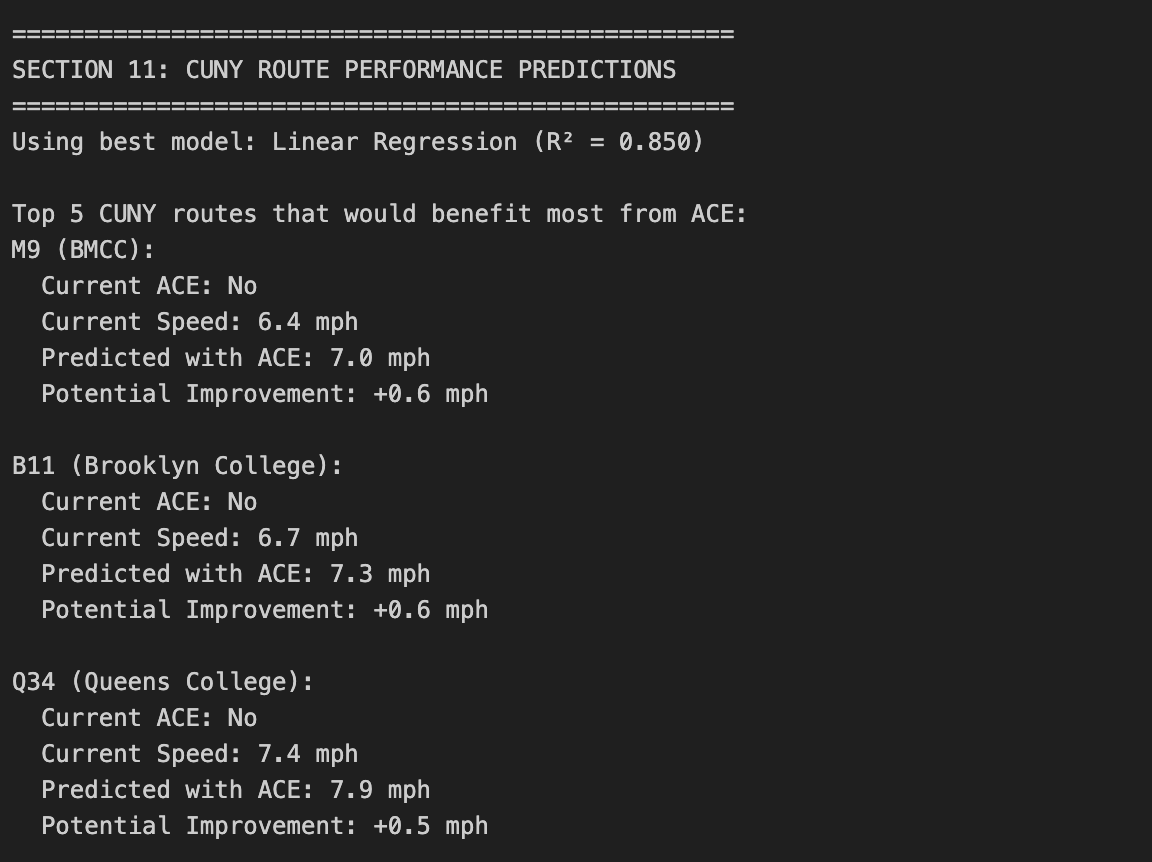 ==================================================
SECTION 11: CUNY ROUTE PERFORMANCE PREDICTIONS
==================================================
Using best model: Linear Regression (R² = 0.850)

Top 5 CUNY routes that would benefit most from ACE:
M9 (BMCC):
  Current ACE: No
  Current Speed: 6.4 mph
  Predicted with ACE: 7.0 mph
  Potential Improvement: +0.6 mph

B11 (Brooklyn College):
  Current ACE: No
  Current Speed: 6.7 mph
  Predicted with ACE: 7.3 mph
  Potential Improvement: +0.6 mph

Q34 (Queens College):
  Current ACE: No
  Current Speed: 7.4 mph
  Predicted with ACE: 7.9 mph
  Potential Improvement: +0.5 mph